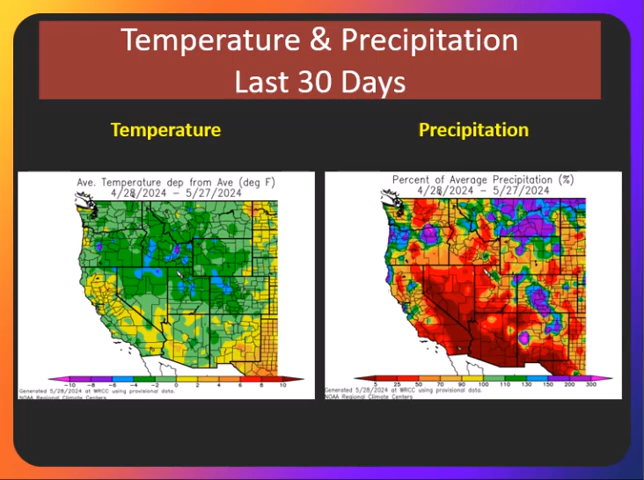 Temperature & Precipitation
Last 30 Days
Temperature
Precipitation
Ave. Temperature dep from Ave (deg F)
4/28/2024 – 5/27/2024
-10 -8 -6 -4 -2 0 2 4 6 8 10
Generated 5/28/2024 at WRCC using provisional data.
NOAA Regional Climate Centers
Percent of Average Precipitation (%)
4/28/2024 – 5/27/2024
5 25 50 70 90 100 110 130 150 200 300
Generated 5/28/2024 at WRCC using provisional data.
NOAA Regional Climate Centers